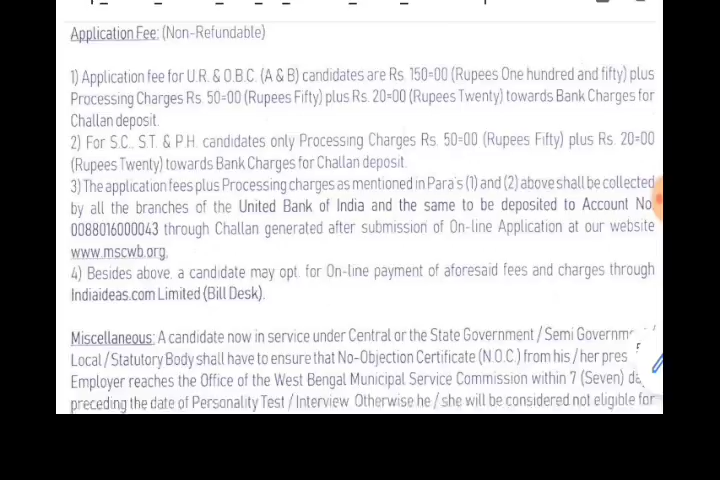 Application Fee: (Non-Refundable)
1) Application fee for U.R. & O.B.C. (A & B) candidates are Rs. 150=00 (Rupees One hundred and fifty) plus
Processing Charges Rs. 50=00 (Rupees Fifty) plus Rs. 20=00 (Rupees Twenty) towards Bank Charges for
Challan deposit.
2) For S.C., S.T. & P.H. candidates only Processing Charges Rs. 50=00 (Rupees Fifty) plus Rs. 20=00
(Rupees Twenty) towards Bank Charges for Challan deposit.
3) The application fees plus Processing charges as mentioned in Para's (1) and (2) above shall be collected
by all the branches of the United Bank of India and the same to be deposited to Account No.
0088016000043 through Challan generated after submission of On-line Application at our website
www.mscwb.org.
4) Besides above, a candidate may opt. for On-line payment of aforesaid fees and charges through
Indiaideas.com Limited (Bill Desk).
Miscellaneous: A candidate now in service under Central or the State Government / Semi
Local / Statutory Body shall have to ensure that No-Objection Certificate (N.O.C.) from his / her
Employer reaches the Office of the West Bengal Municipal Service Commission within 7 (Seven)
preceding the date of Personality Test / Interview. Otherwise he / she will be considered not eligible for